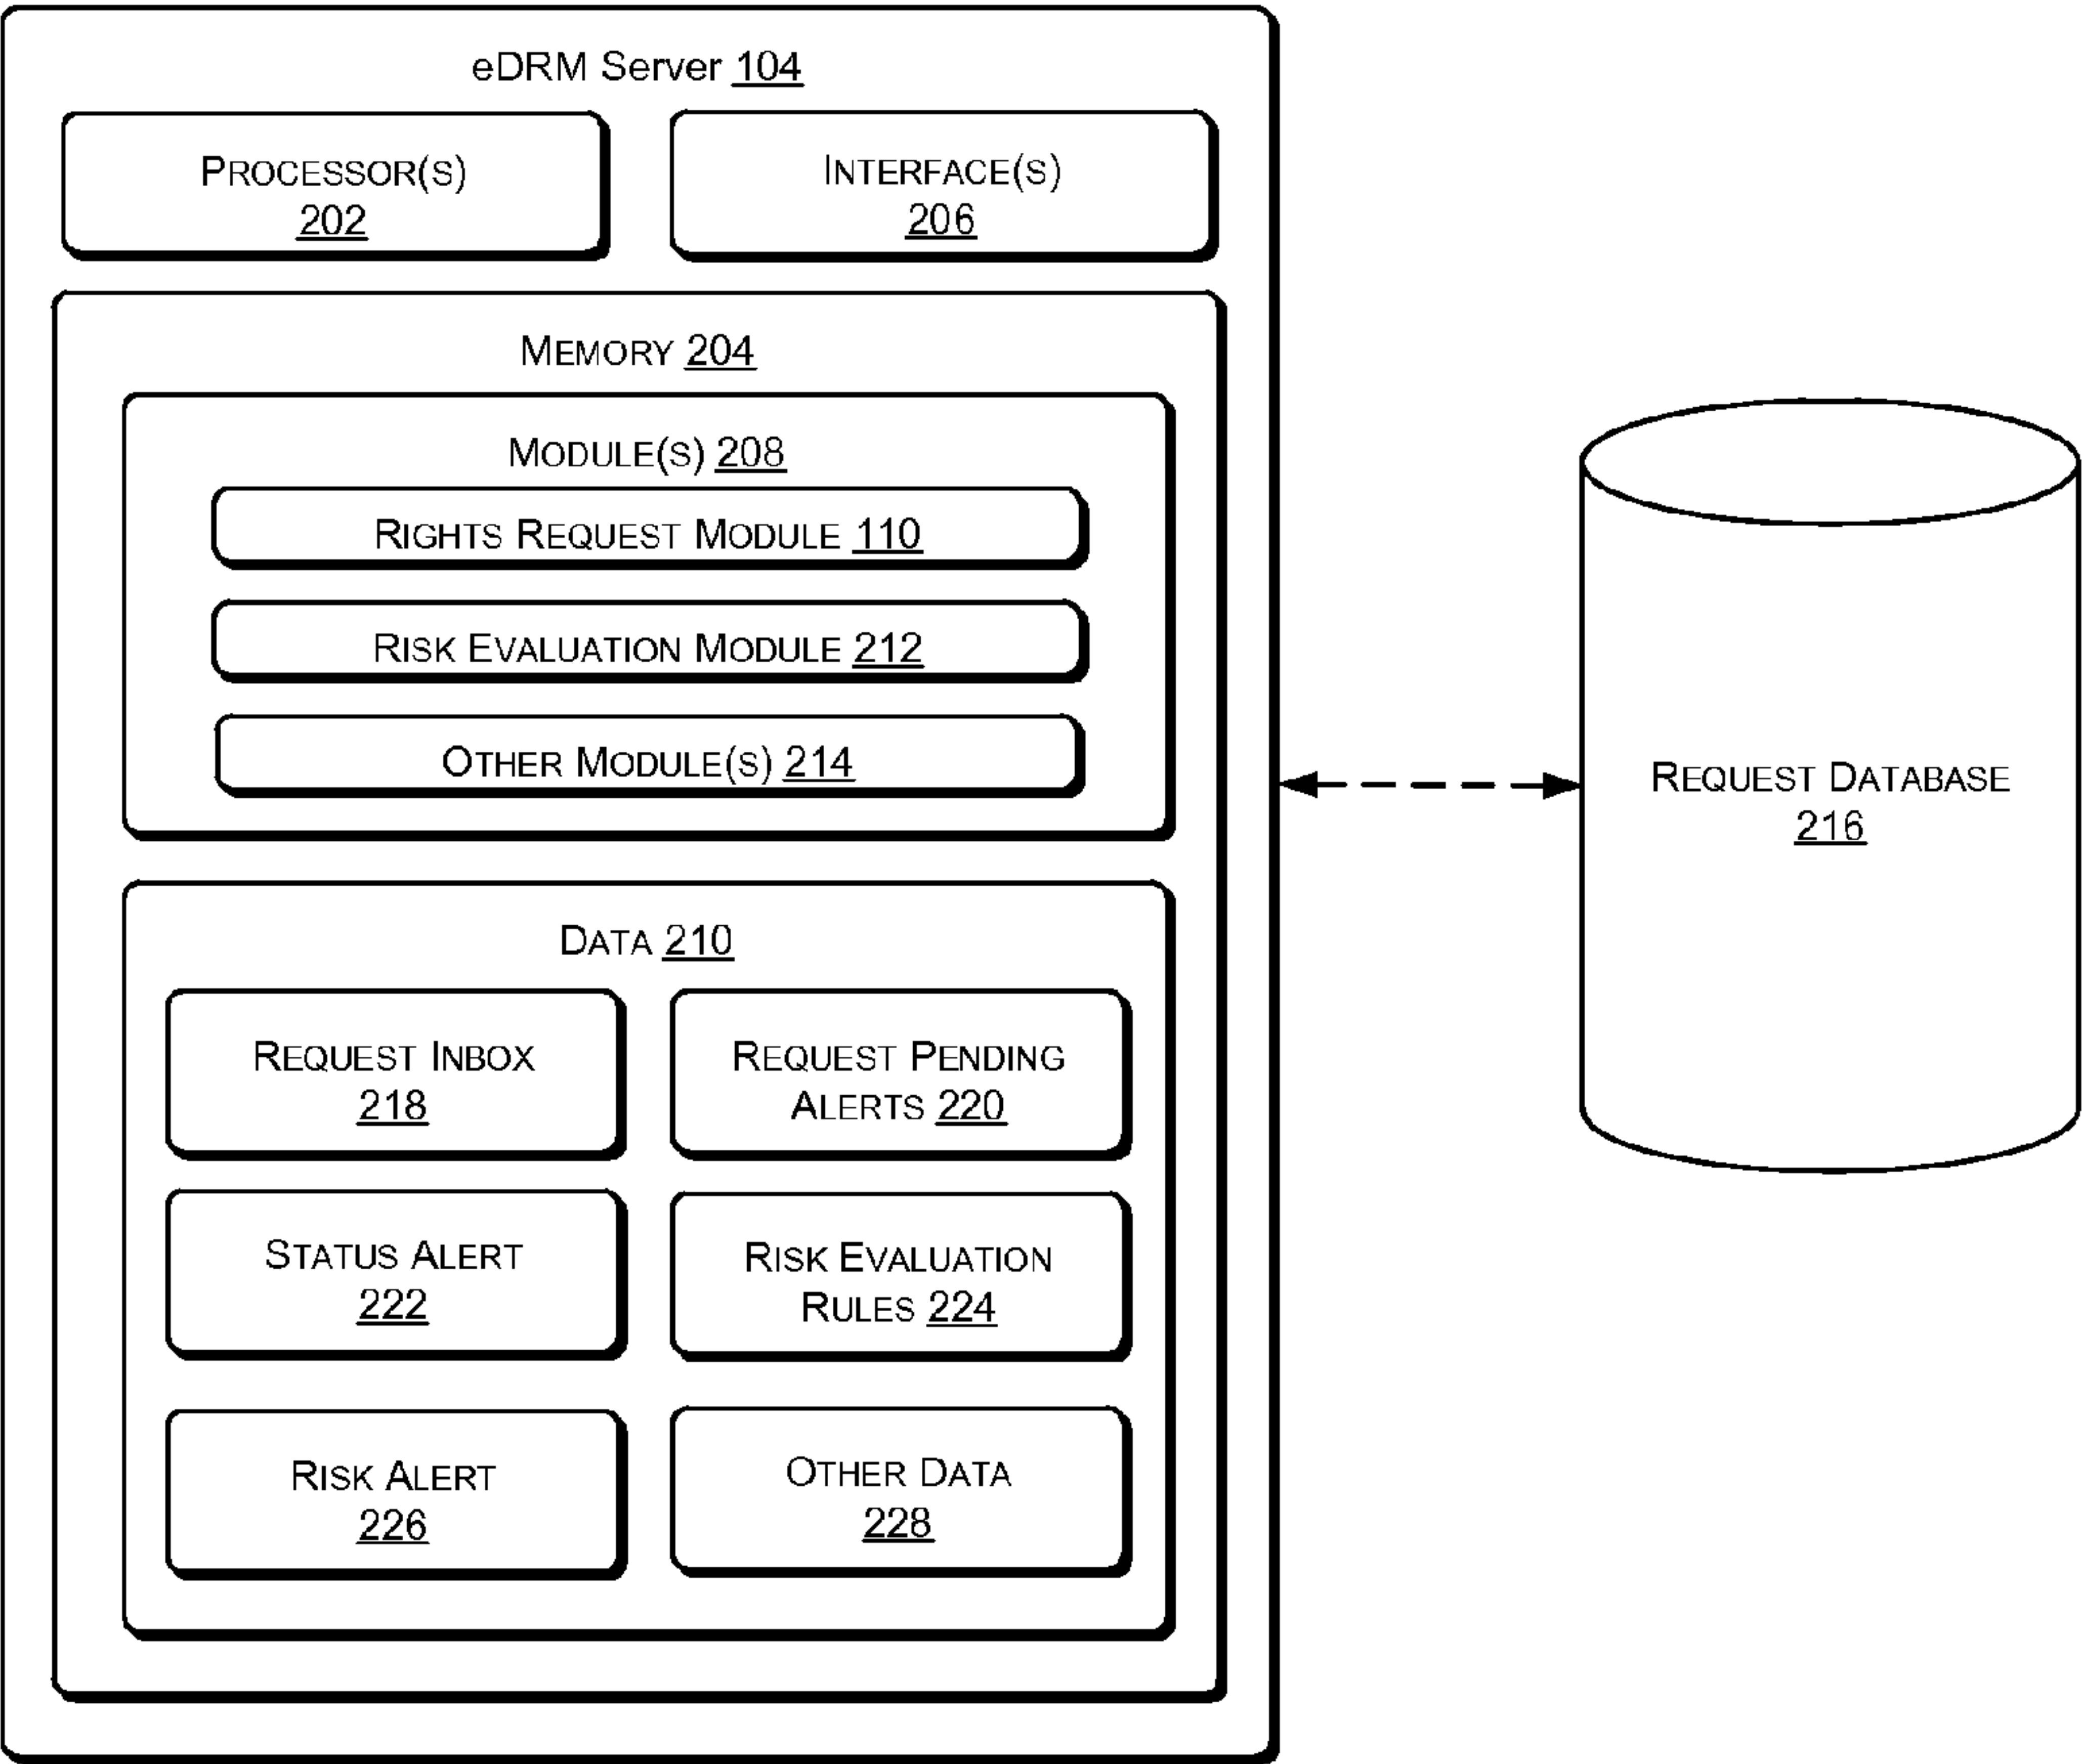 eDRM Server 104
PROCESSOR(S)
202
INTERFACE(S)
206
MEMORY 204
MODULE(S) 208
RIGHTS REQUEST MODULE 110
RISK EVALUATION MODULE 212
OTHER MODULE(S) 214
DATA 210
REQUEST INBOX
218
REQUEST PENDING
ALERTS 220
STATUS ALERT
222
RISK EVALUATION
RULES 224
RISK ALERT
226
OTHER DATA
228
REQUEST DATABASE
216